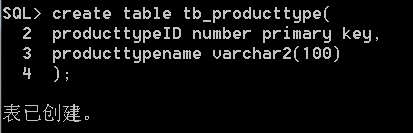 SQL> create table tb_producttype(
  2  producttypeID number primary key,
  3  producttypename varchar2(100)
  4  );
表已创建。